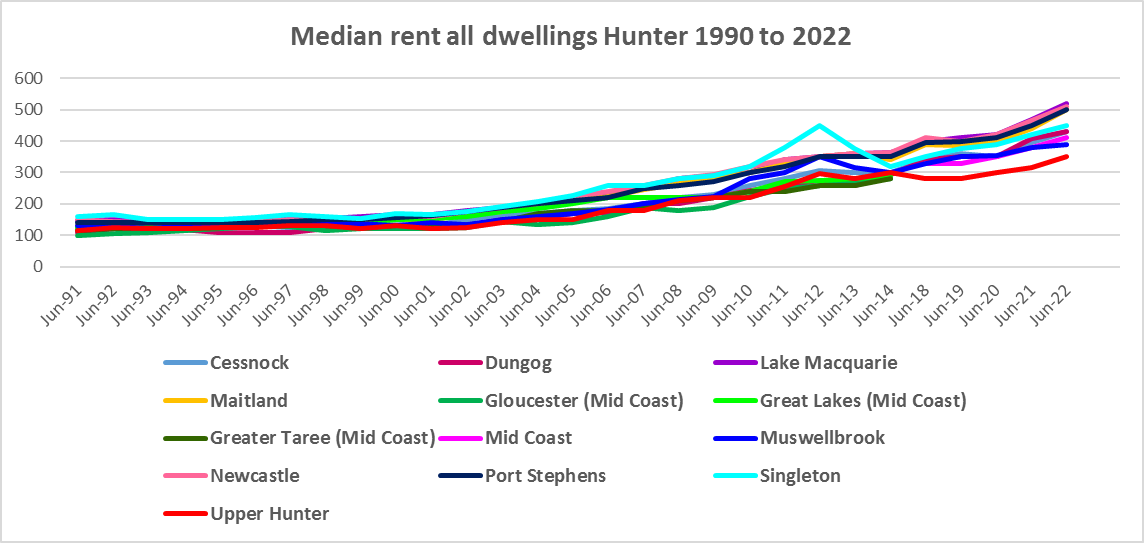 Median rent all dwellings Hunter 1990 to 2022
600
500
400
300
200
100
0
Jun-91 Jun-92 Jun-93 Jun-94 Jun-95 Jun-96 Jun-97 Jun-98 Jun-99 Jun-00 Jun-01 Jun-02 Jun-03 Jun-04 Jun-05 Jun-06 Jun-07 Jun-08 Jun-09 Jun-10 Jun-11 Jun-12 Jun-13 Jun-14 Jun-18 Jun-19 Jun-20 Jun-21 Jun-22
Cessnock Dungog Lake Macquarie
Maitland Gloucester (Mid Coast) Great Lakes (Mid Coast)
Greater Taree (Mid Coast) Mid Coast Muswellbrook
Newcastle Port Stephens Singleton
Upper Hunter